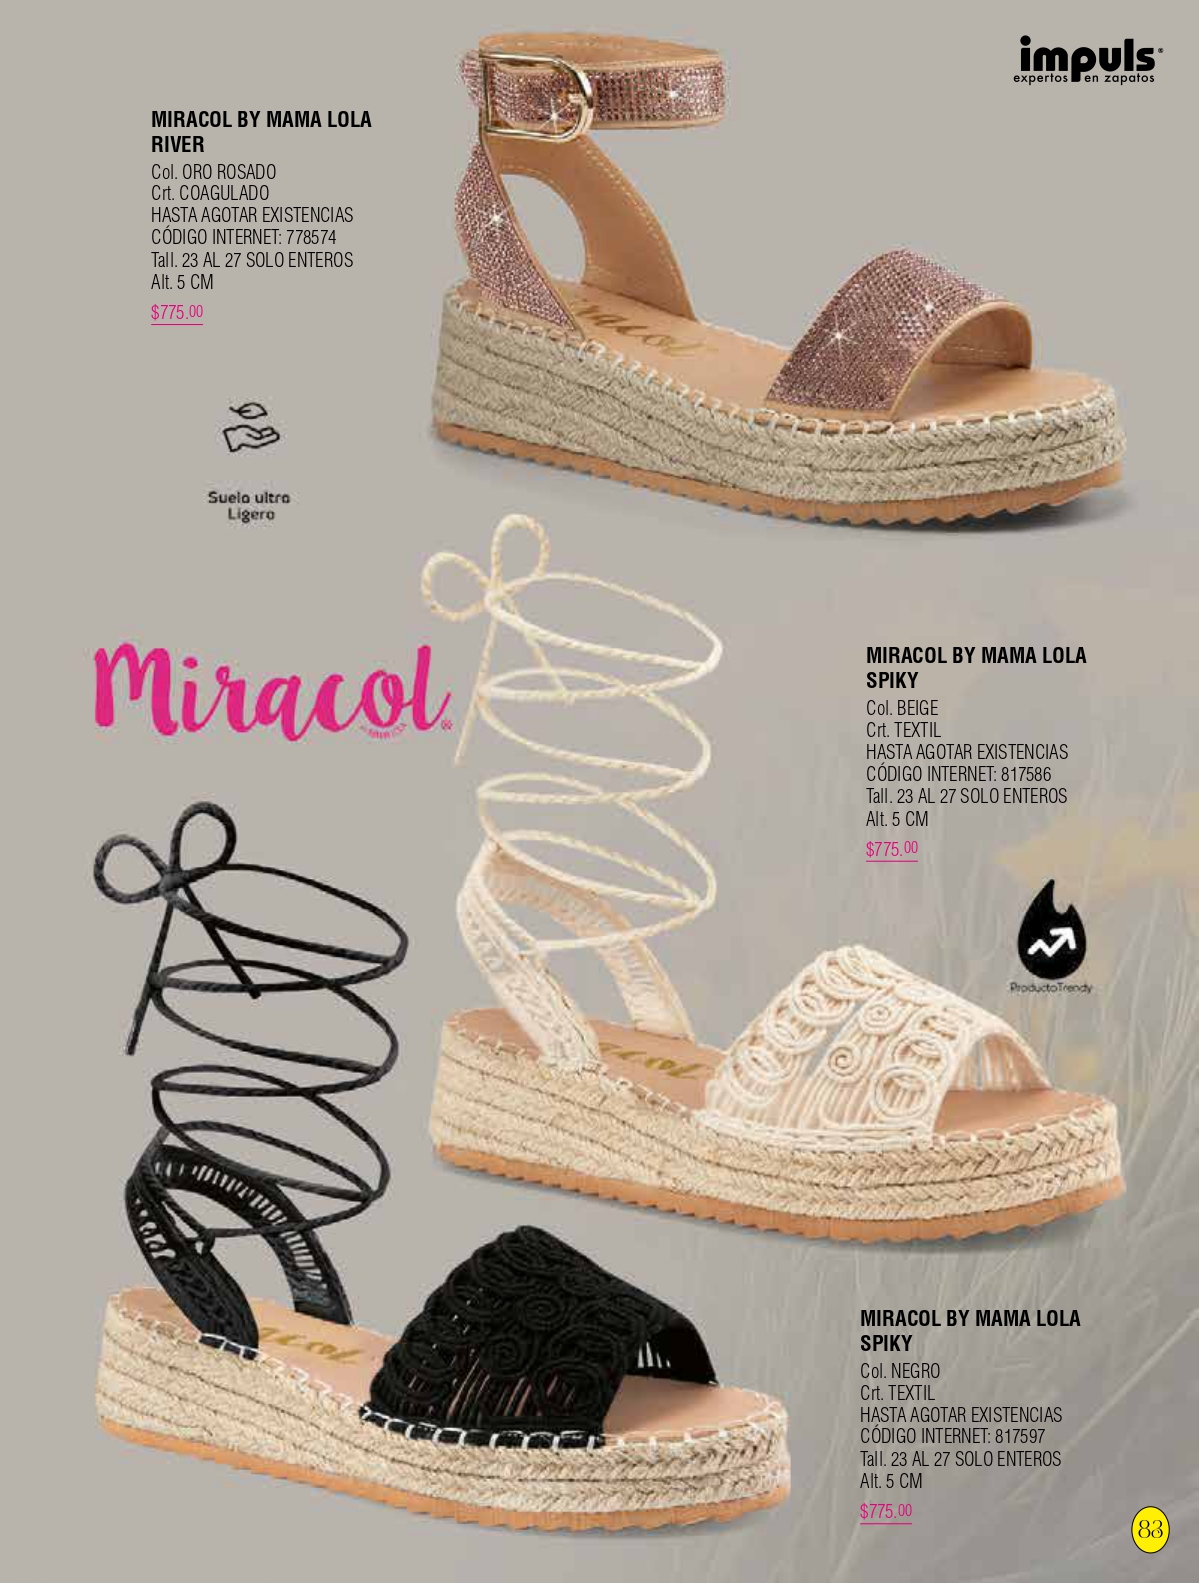 impuls®
expertos en zapatos
MIRACOL BY MAMA LOLA
RIVER
Col. ORO ROSADO
Crt. COAGULADO
HASTA AGOTAR EXISTENCIAS
CÓDIGO INTERNET: 778574
Tall. 23 AL 27 SOLO ENTEROS
Alt. 5 CM
$775.00
Suela ultra
Ligera
Miracol®
MIRACOL BY MAMA LOLA
SPIKY
Col. BEIGE
Crt. TEXTIL
HASTA AGOTAR EXISTENCIAS
CÓDIGO INTERNET: 817586
Tall. 23 AL 27 SOLO ENTEROS
Alt. 5 CM
$775.00
ProductoTrendy
MIRACOL BY MAMA LOLA
SPIKY
Col. NEGRO
Crt. TEXTIL
HASTA AGOTAR EXISTENCIAS
CÓDIGO INTERNET: 817597
Tall. 23 AL 27 SOLO ENTEROS
Alt. 5 CM
$775.00
83